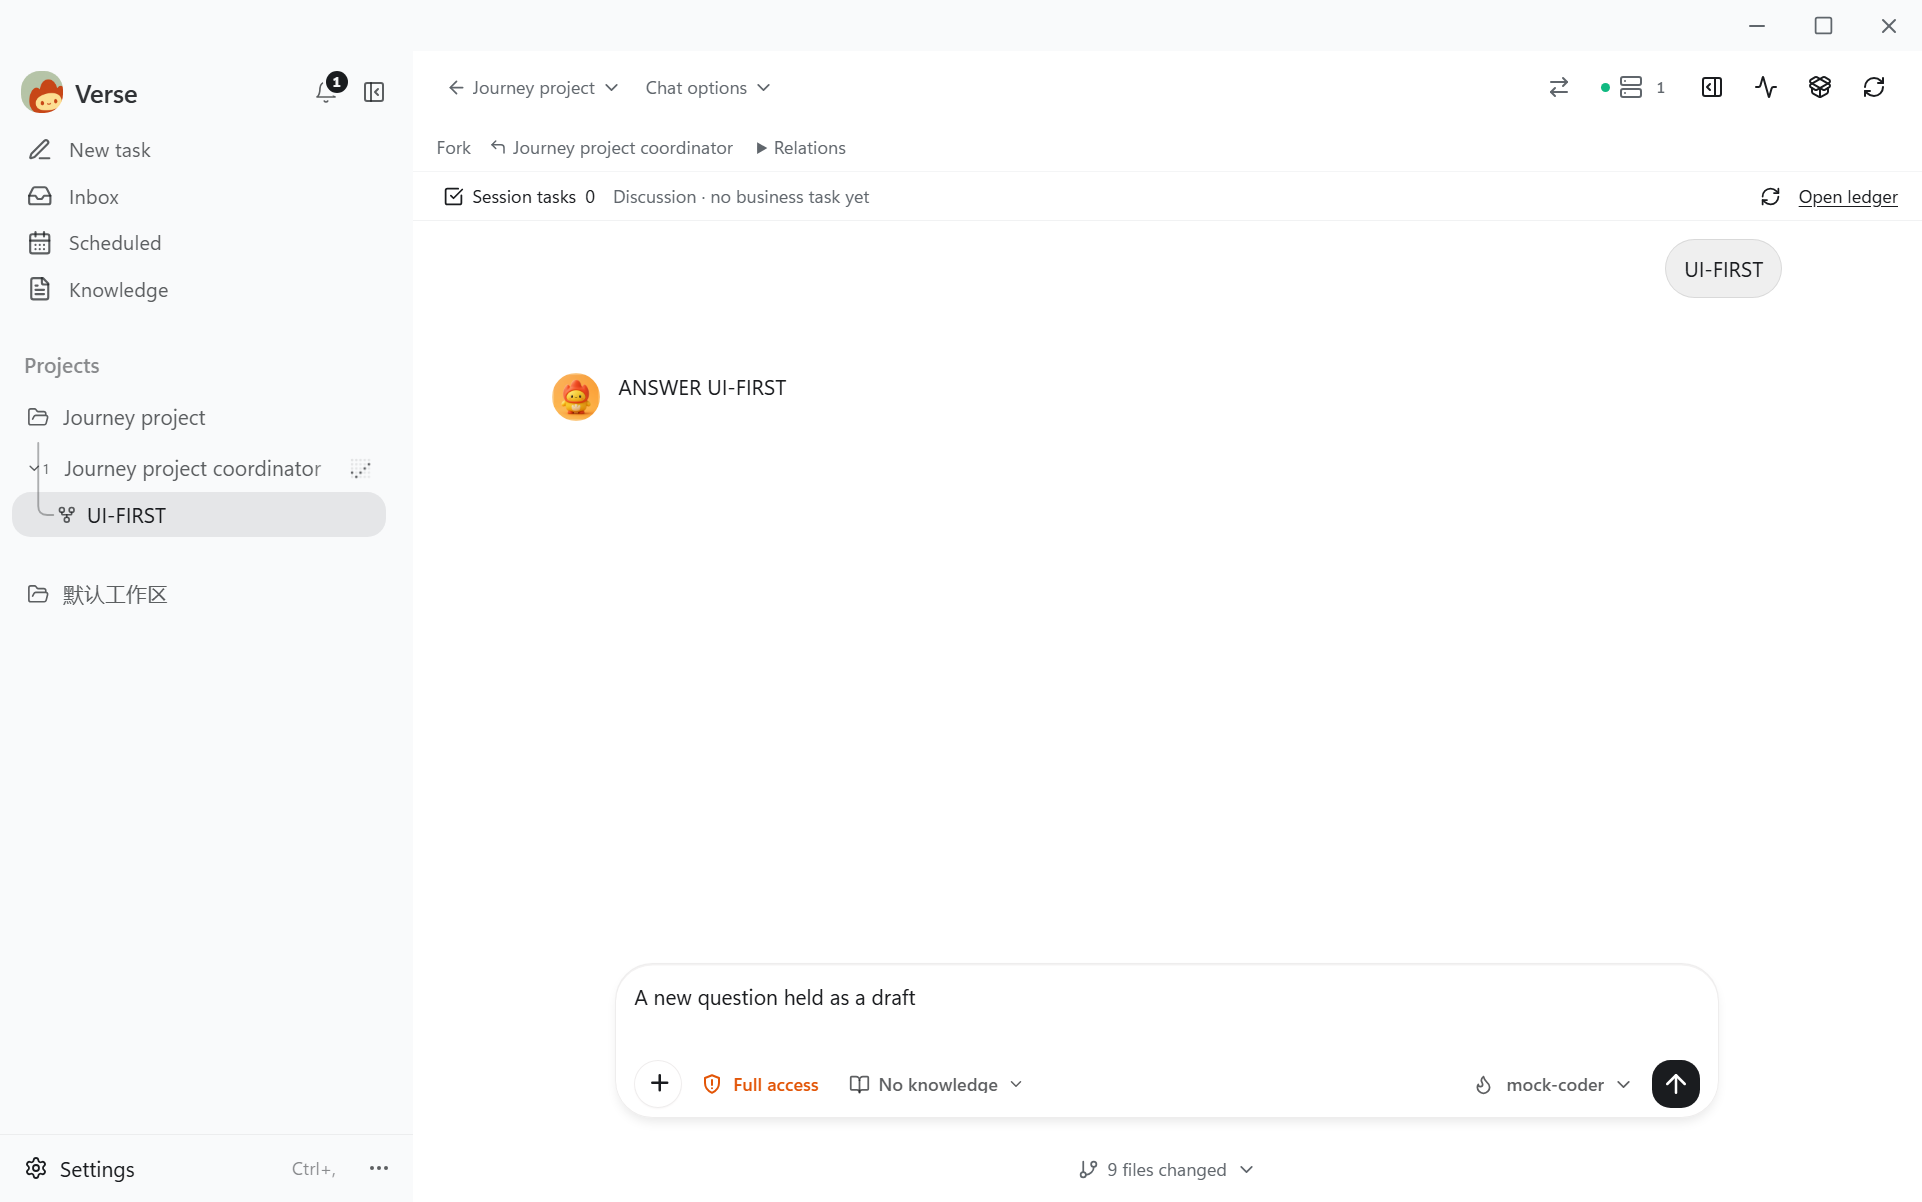 Verse
1
New task
Inbox
Scheduled
Knowledge
Projects
Journey project
1 Journey project coordinator
UI-FIRST
默认工作区
Settings
Ctrl+,
Journey project
Chat options
1
Fork
Journey project coordinator
Relations
Session tasks 0
Discussion · no business task yet
Open ledger
UI-FIRST
ANSWER UI-FIRST
A new question held as a draft
Full access
No knowledge
mock-coder
9 files changed